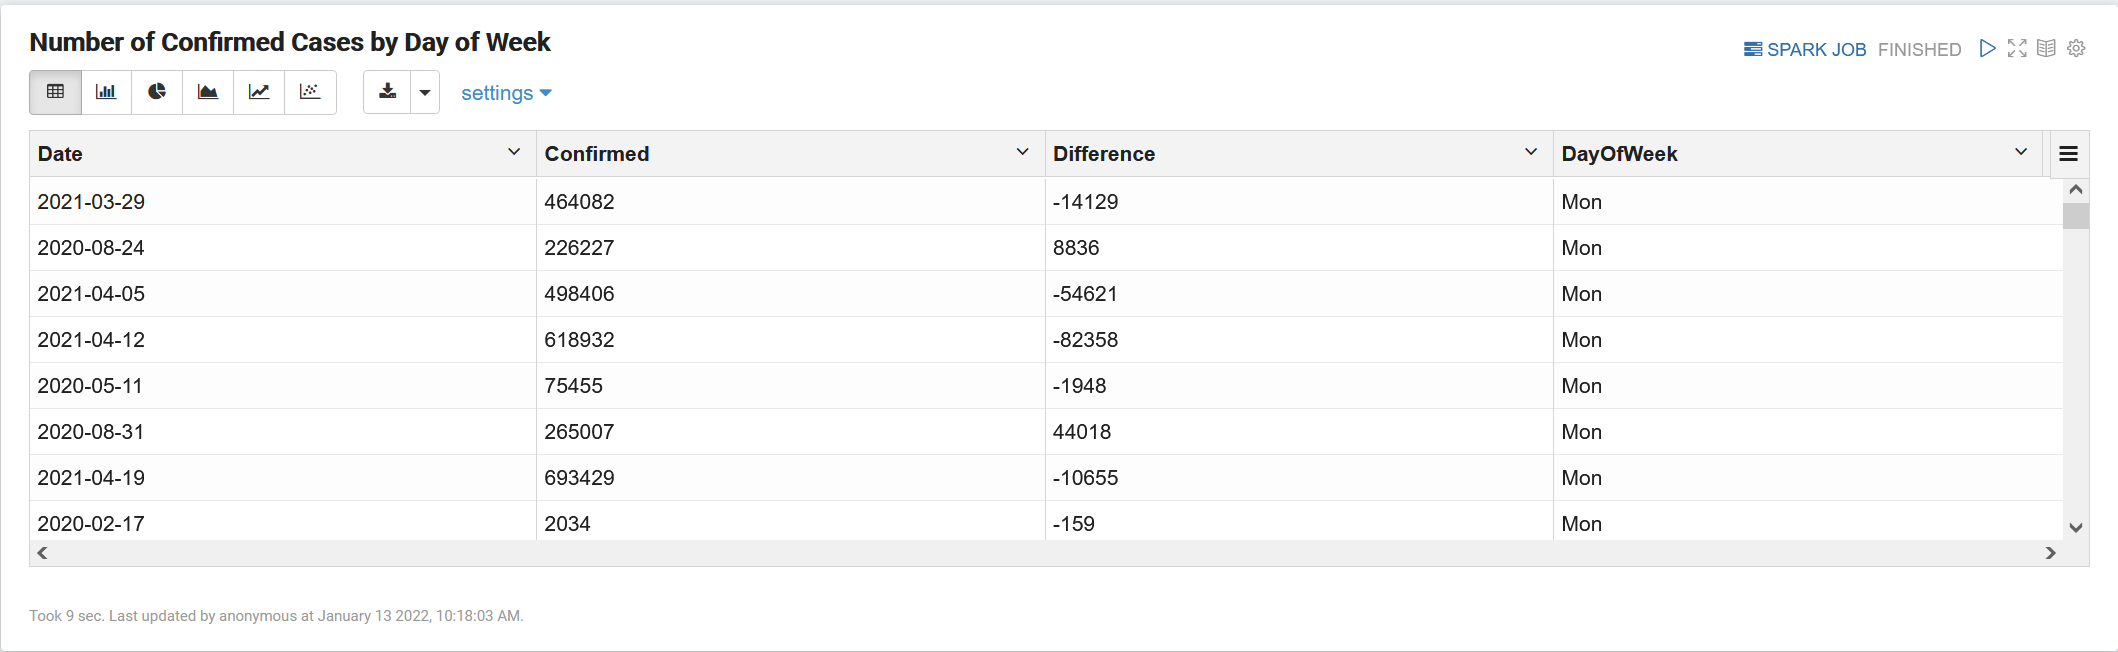 Number of Confirmed Cases by Day of Week
SPARK JOB FINISHED
settings
Date Confirmed Difference DayOfWeek
2021-03-29 464082 -14129 Mon
2020-08-24 226227 8836 Mon
2021-04-05 498406 -54621 Mon
2021-04-12 618932 -82358 Mon
2020-05-11 75455 -1948 Mon
2020-08-31 265007 44018 Mon
2021-04-19 693429 -10655 Mon
2020-02-17 2034 -159 Mon
Took 9 sec. Last updated by anonymous at January 13 2022, 10:18:03 AM.